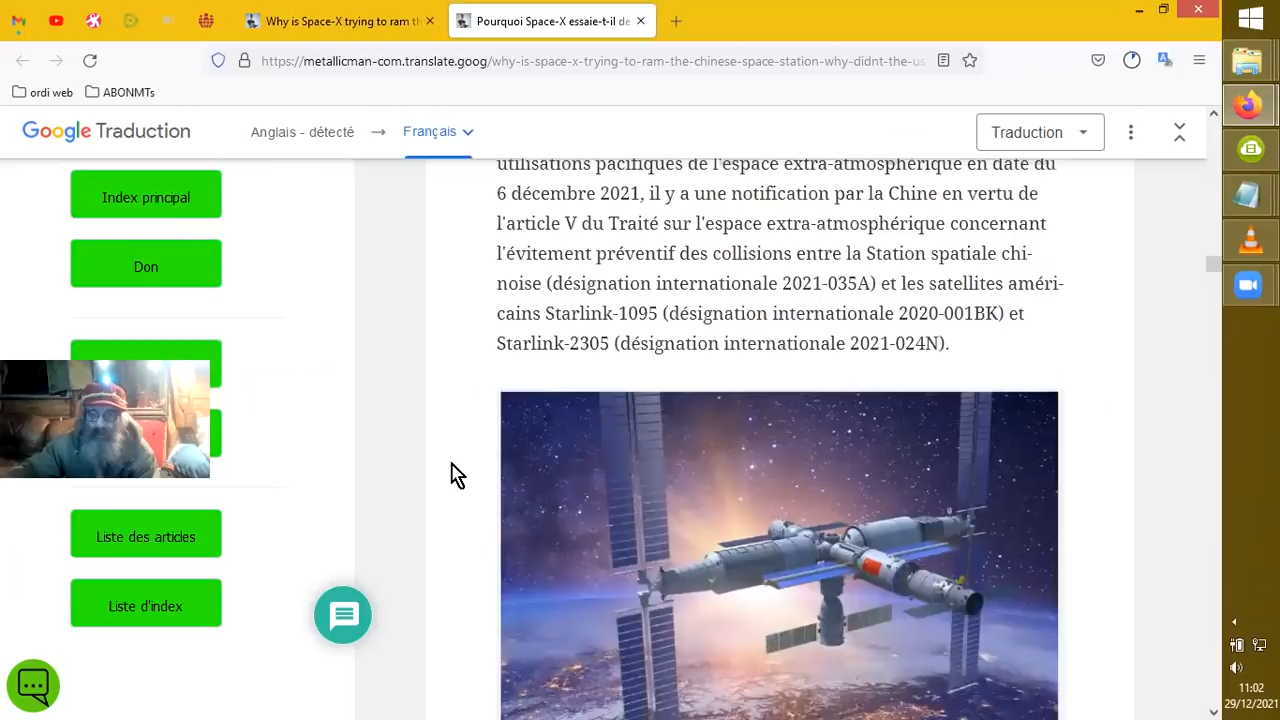 Why is Space-X trying to ram th
Pourquoi Space-X essaie-t-il de
https://metallicman-com.translate.goog/why-is-space-x-trying-to-ram-the-chinese-space-station-why-didnt-the-us
ordi web
ABONMTs
Google Traduction
Anglais - détecté
Français
Traduction
Index principal
Don
Liste des articles
Liste d'index
utilisations pacifiques de l'espace extra-atmosphérique en date du
6 décembre 2021, il y a une notification par la Chine en vertu de
l'article V du Traité sur l'espace extra-atmosphérique concernant
l'évitement préventif des collisions entre la Station spatiale chi-
noise (désignation internationale 2021-035A) et les satellites améri-
cains Starlink-1095 (désignation internationale 2020-001BK) et
Starlink-2305 (désignation internationale 2021-024N).
11:02
29/12/2021